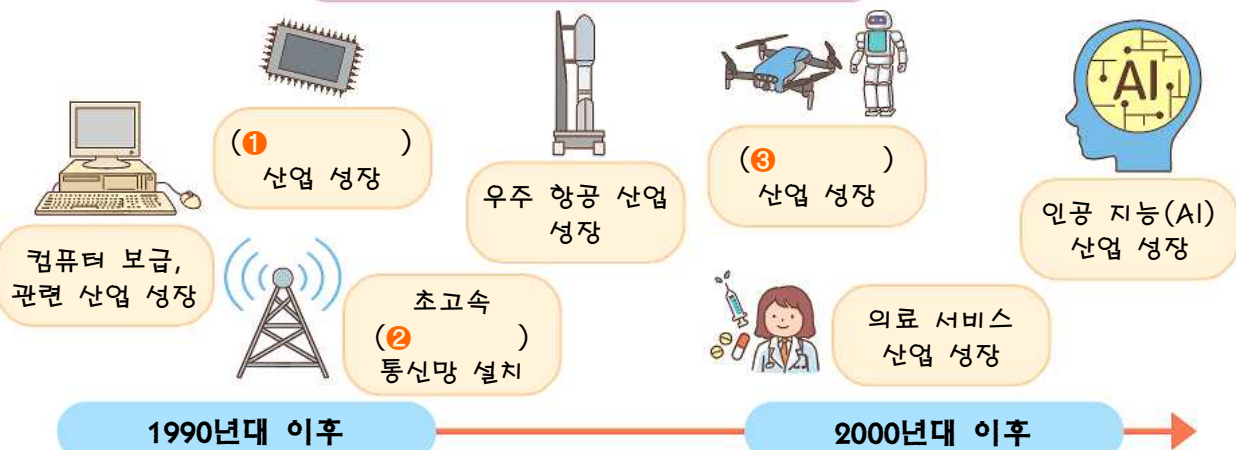 컴퓨터 보급,
관련 산업 성장
(❶ )
산업 성장
초고속
(❷ )
통신망 설치
우주 항공 산업
성장
(❸ )
산업 성장
의료 서비스
산업 성장
AI
인공 지능(AI)
산업 성장
1990년대 이후
2000년대 이후